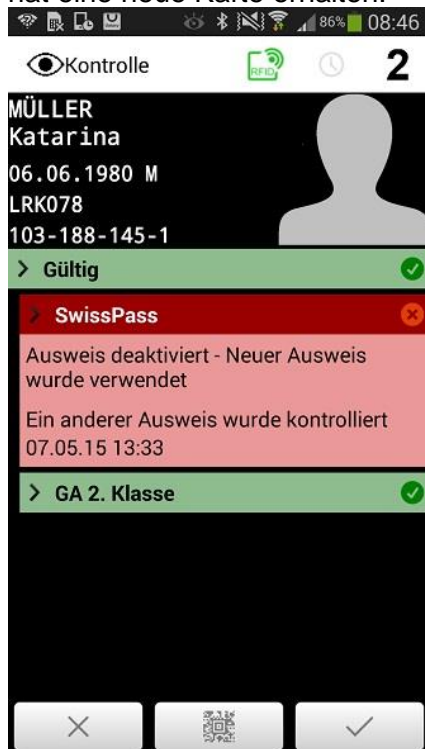 hat eine neue Karte erhalten.
86% 08:46
Kontrolle RFID 2
MÜLLER
Katarina
06.06.1980 M
LRK078
103-188-145-1
Gültig
SwissPass
Ausweis deaktiviert - Neuer Ausweis
wurde verwendet
Ein anderer Ausweis wurde kontrolliert
07.05.15 13:33
GA 2. Klasse